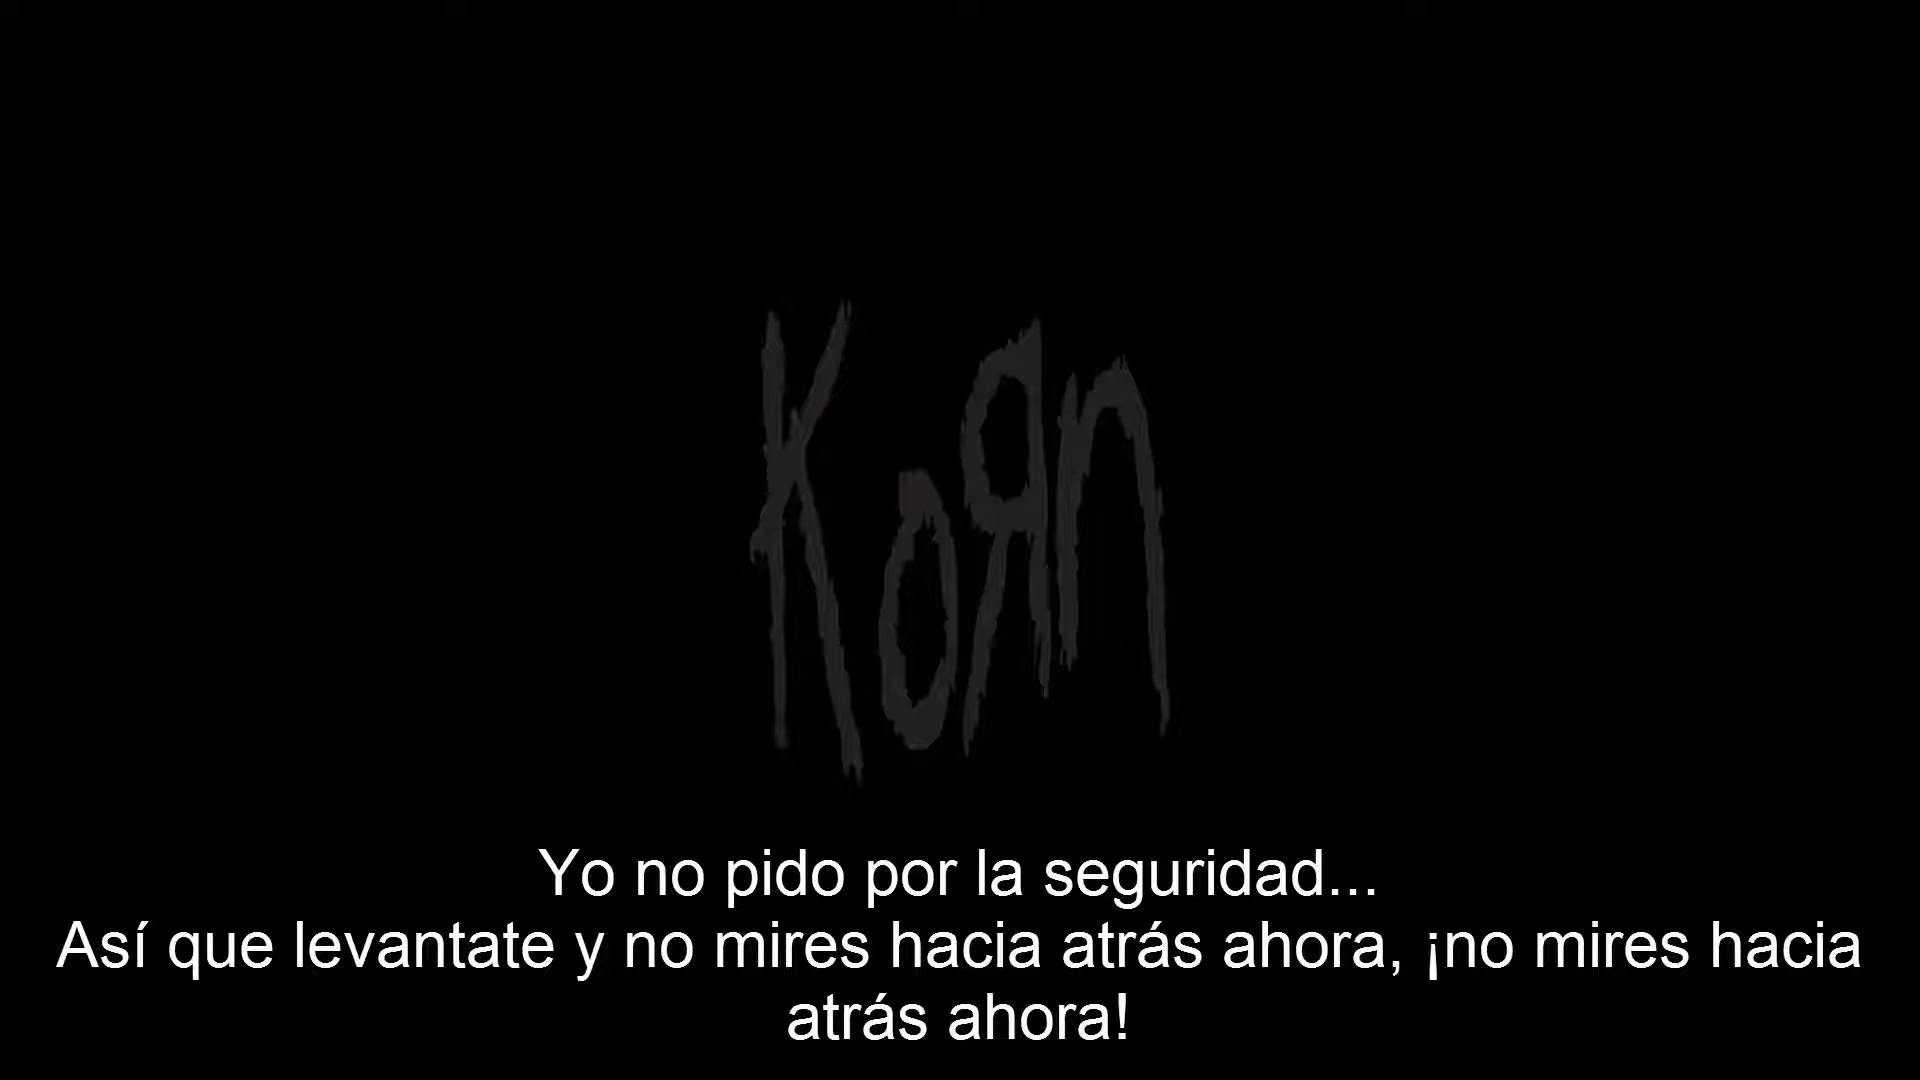 KoЯn
Yo no pido por la seguridad...
Así que levantate y no mires hacia atrás ahora, ¡no mires hacia
atrás ahora!